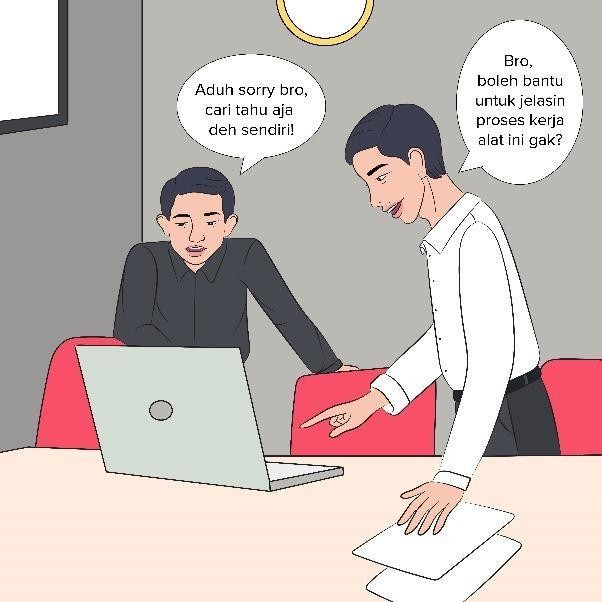 Bro,
boleh bantu
untuk jelasin
proses kerja
alat ini gak?
Aduh sorry bro,
cari tahu aja
deh sendiri!